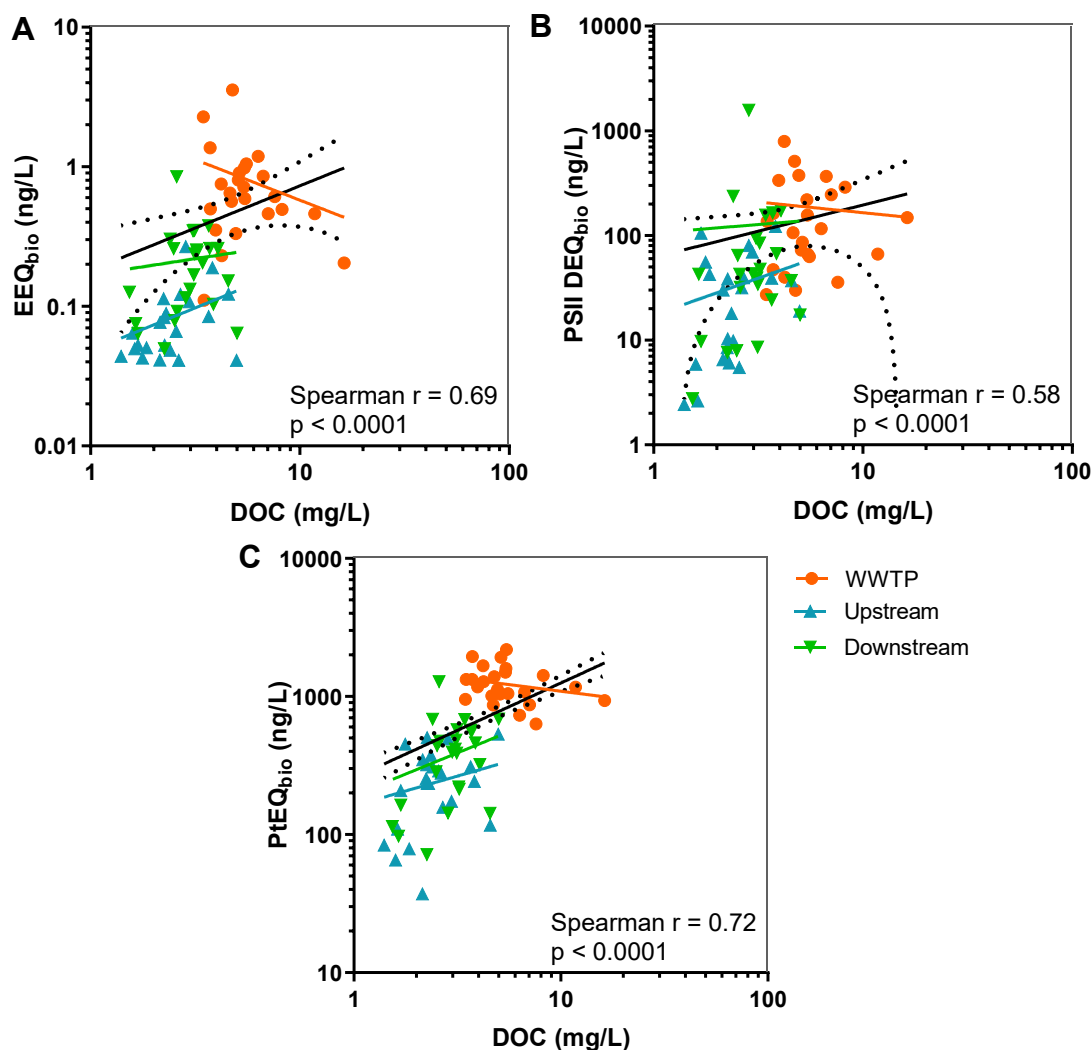 A
10
1
0.1
0.01
EEQbio (ng/L)
1
10
100
DOC (mg/L)
Spearman r = 0.69
p < 0.0001
B
10000
1000
100
10
1
PSII DEQbio (ng/L)
1
10
100
DOC (mg/L)
Spearman r = 0.58
p < 0.0001
C
10000
1000
100
10
PtEQbio (ng/L)
1
10
100
DOC (mg/L)
Spearman r = 0.72
p < 0.0001
WWTP
Upstream
Downstream